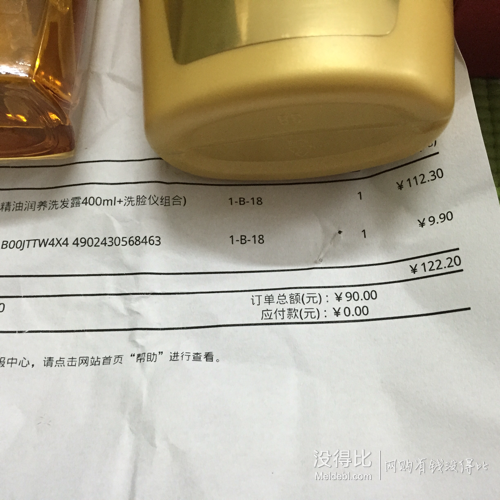 精油润养洗发露400ml+洗脸仪组合) 1-B-18 1 ￥112.30
B00JTTW4X4 4902430568463 1-B-18 1 ￥9.90
￥122.20
0 订单总额(元)：￥90.00
应付款(元)：￥0.00
服中心，请点击网站首页“帮助”进行查看。
没得比 网购有钱没得比
Meidebi.com